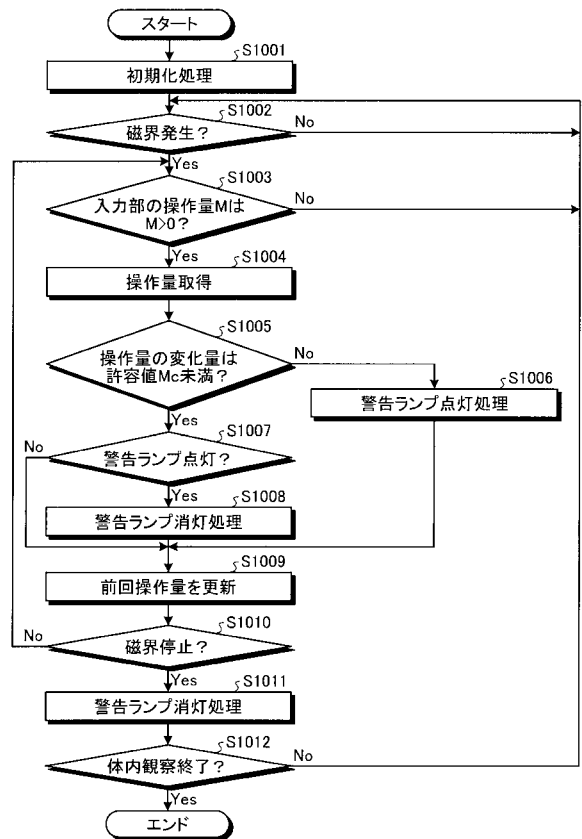 スタート
S1001
初期化処理
S1002
磁界発生？
No
Yes
S1003
入力部の操作量Mは
M>0？
No
Yes
S1004
操作量取得
S1005
操作量の変化量は
許容値Mc未満？
No
Yes
S1006
警告ランプ点灯処理
S1007
警告ランプ点灯？
No
Yes
S1008
警告ランプ消灯処理
S1009
前回操作量を更新
S1010
磁界停止？
No
Yes
S1011
警告ランプ消灯処理
S1012
体内観察終了？
No
Yes
エンド